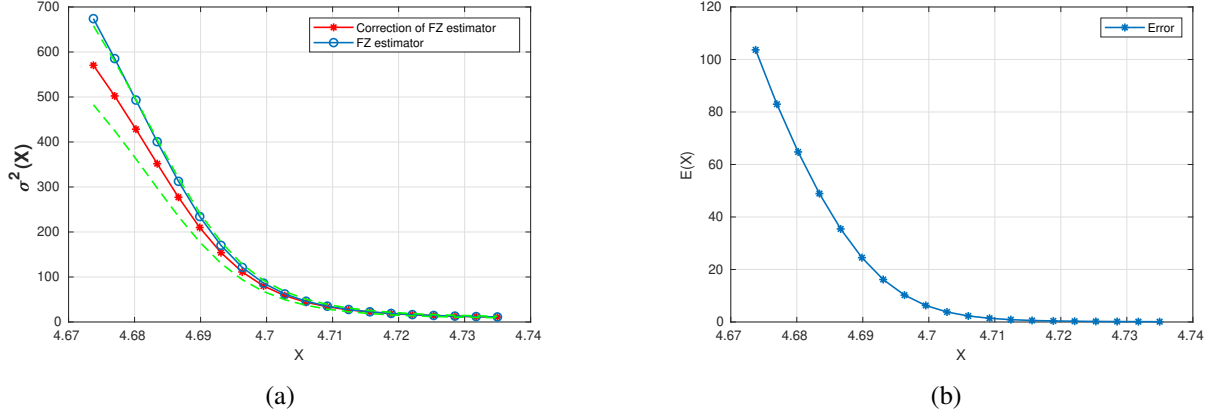 700
600
500
400
300
200
100
0
σ²(X)
Correction of FZ estimator
FZ estimator
4.67 4.68 4.69 4.7 4.71 4.72 4.73 4.74
X
(a)
120
100
80
60
40
20
0
E(X)
Error
4.67 4.68 4.69 4.7 4.71 4.72 4.73 4.74
X
(b)